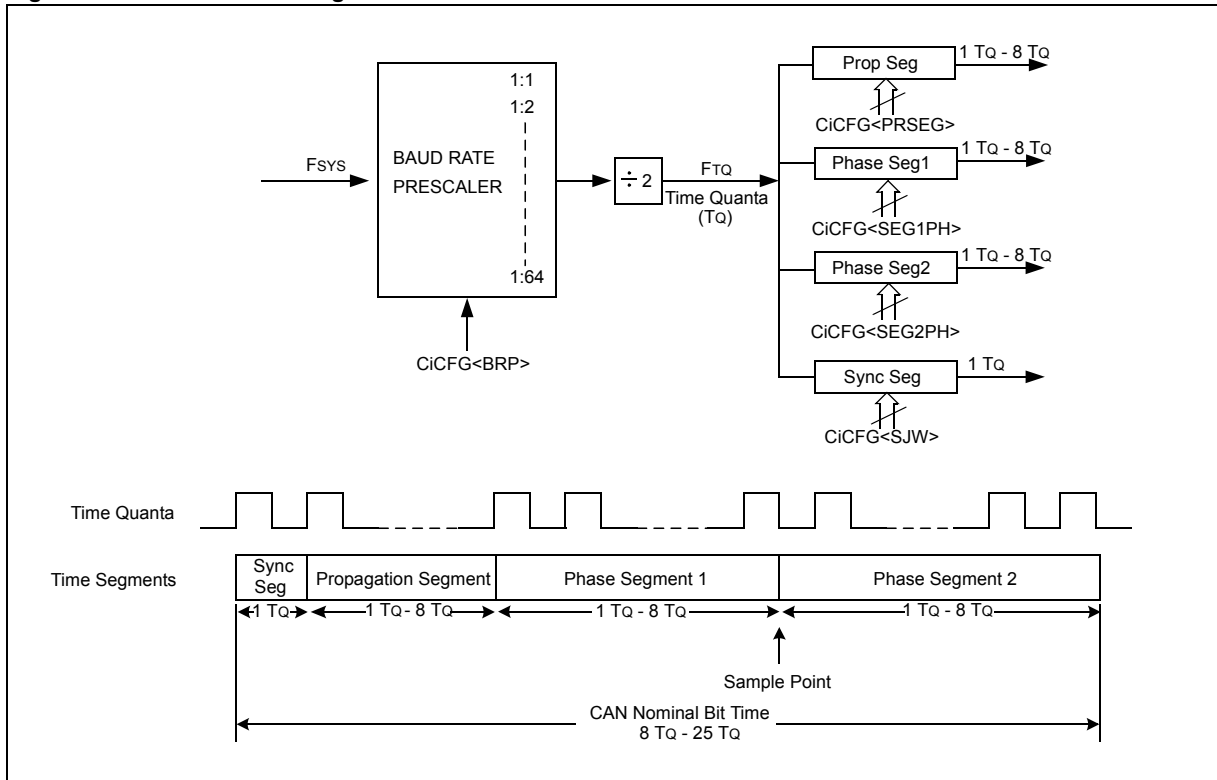 FSYS
BAUD RATE
PRESCALER
1:1
1:2
1:64
CiCFG<BRP>
÷ 2
FTQ
Time Quanta
(TQ)
Prop Seg
1 TQ - 8 TQ
CiCFG<PRSEG>
Phase Seg1
1 TQ - 8 TQ
CiCFG<SEG1PH>
Phase Seg2
1 TQ - 8 TQ
CiCFG<SEG2PH>
Sync Seg
1 TQ
CiCFG<SJW>
Time Quanta
Time Segments
Sync
Seg
Propagation Segment
Phase Segment 1
Phase Segment 2
1 TQ
1 TQ - 8 TQ
1 TQ - 8 TQ
1 TQ - 8 TQ
Sample Point
CAN Nominal Bit Time
8 TQ - 25 TQ